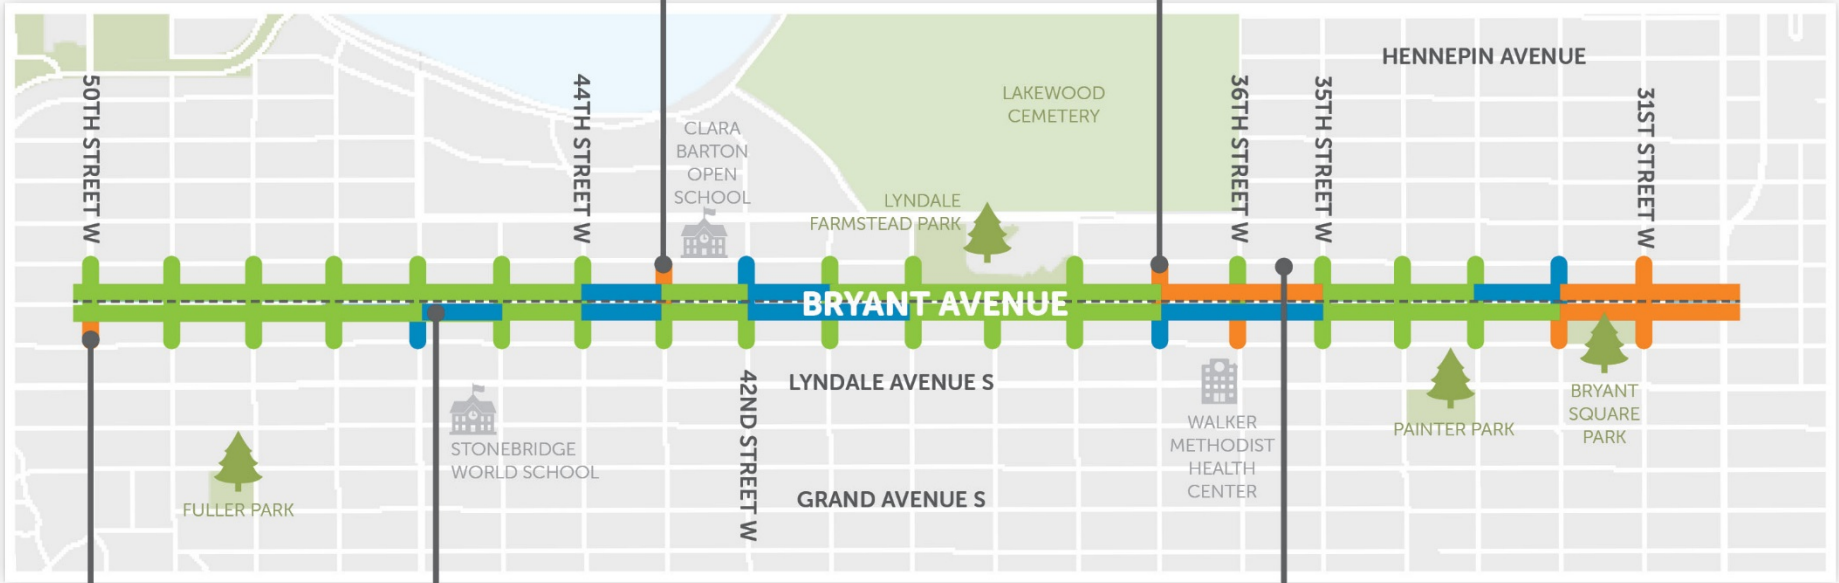 HENNEPIN AVENUE
50TH STREET W
44TH STREET W
CLARA
BARTON
OPEN
SCHOOL
LAKEWOOD
CEMETERY
36TH STREET W
35TH STREET W
31ST STREET W
LYNDALE
FARMSTEAD PARK
BRYANT AVENUE
LYNDALE AVENUE S
42ND STREET W
STONEBRIDGE
WORLD SCHOOL
WALKER
METHODIST
HEALTH
CENTER
PAINTER PARK
BRYANT
SQUARE
PARK
FULLER PARK
GRAND AVENUE S